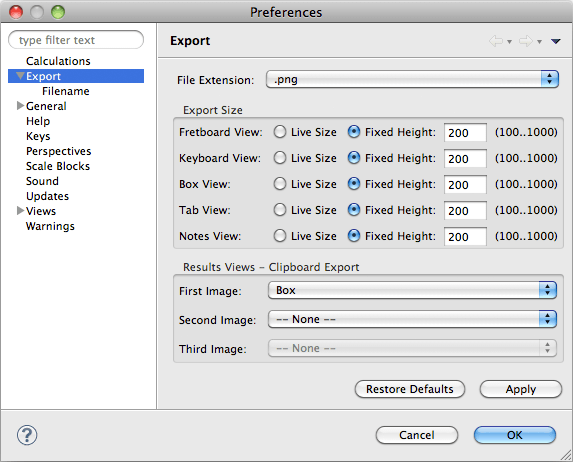 Preferences
type filter text
Calculations
Export
Filename
General
Help
Keys
Perspectives
Scale Blocks
Sound
Updates
Views
Warnings
Export
File Extension: .png
Export Size
Fretboard View: Live Size Fixed Height: 200 (100..1000)
Keyboard View: Live Size Fixed Height: 200 (100..1000)
Box View: Live Size Fixed Height: 200 (100..1000)
Tab View: Live Size Fixed Height: 200 (100..1000)
Notes View: Live Size Fixed Height: 200 (100..1000)
Results Views – Clipboard Export
First Image: Box
Second Image: -- None --
Third Image: -- None --
Restore Defaults Apply
? Cancel OK